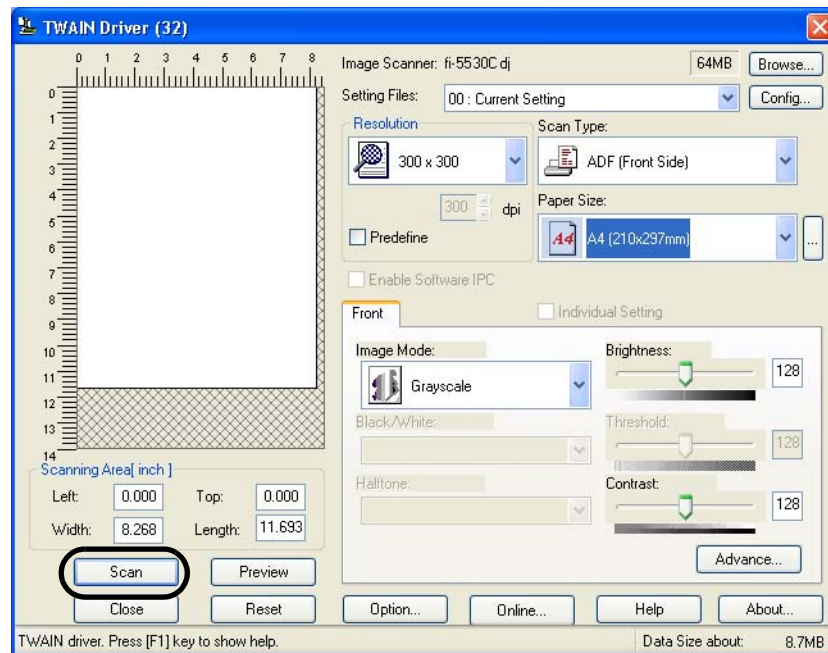 TWAIN Driver (32)
0 1 2 3 4 5 6 7 8
0
1
2
3
4
5
6
7
8
9
10
11
12
13
14
Image Scanner: fi-5530C dj 64MB Browse...
Setting Files: 00 : Current Setting Config...
Resolution
300 x 300
300 dpi
Predefine
Scan Type:
ADF (Front Side)
Paper Size:
A4 A4 (210x297mm) ...
Enable Software IPC
Front
Individual Setting
Image Mode:
Grayscale
Black/White:
Halftone:
Brightness:
128
Threshold:
128
Contrast:
128
Advance...
Scanning Area[ inch ]
Left: 0.000 Top: 0.000
Width: 8.268 Length: 11.693
Scan Preview
Close Reset Option... Online... Help About...
TWAIN driver. Press [F1] key to show help. Data Size about: 8.7MB